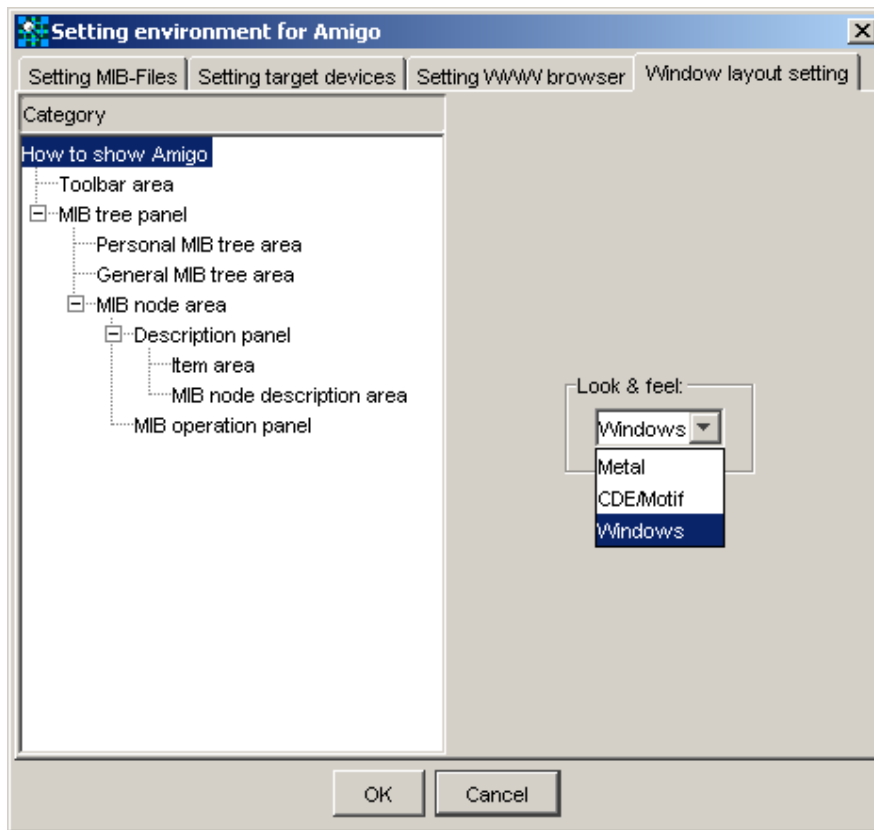 Setting environment for Amigo
Setting MIB-Files Setting target devices Setting WWW browser Window layout setting
Category
How to show Amigo
Toolbar area
MIB tree panel
Personal MIB tree area
General MIB tree area
MIB node area
Description panel
Item area
MIB node description area
MIB operation panel
Look & feel:
Windows
Metal
CDE/Motif
Windows
OK Cancel